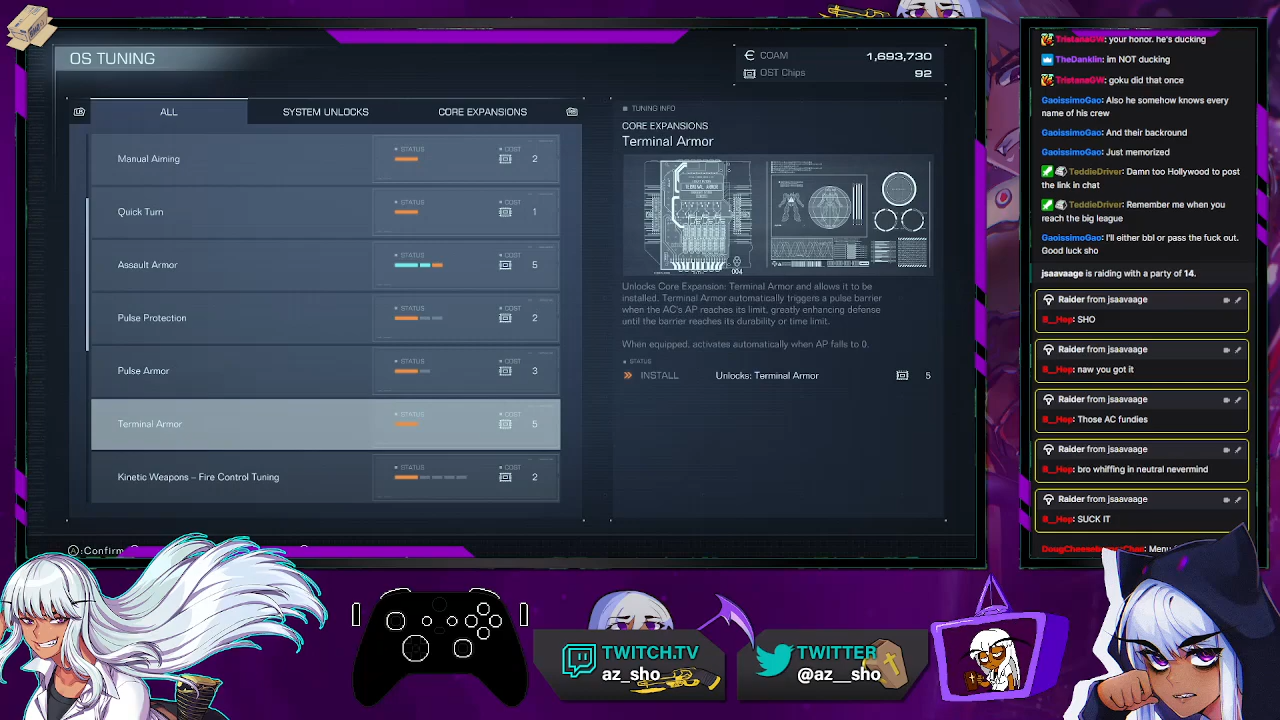 OS TUNING
COAM 1,693,730
OST Chips 92
ALL
SYSTEM UNLOCKS
CORE EXPANSIONS
Manual Aiming
STATUS
COST
2
Quick Turn
STATUS
COST
1
Assault Armor
STATUS
COST
5
Pulse Protection
STATUS
COST
2
Pulse Armor
STATUS
COST
3
Terminal Armor
STATUS
COST
5
Kinetic Weapons – Fire Control Tuning
STATUS
COST
2
:Confirm
TUNING INFO
CORE EXPANSIONS
Terminal Armor
TERMINAL ARMOR
004
Unlocks Core Expansion: Terminal Armor and allows it to be
installed. Terminal Armor automatically triggers a pulse barrier
when the AC's AP reaches its limit, greatly enhancing defense
until the barrier reaches its durability or time limit.
When equipped, activates automatically when AP falls to 0.
STATUS
INSTALL Unlocks: Terminal Armor 5
TristanaGW: your honor. he's ducking
TheDanklin: im NOT ducking
TristanaGW: goku did that once
GaoissimoGao: Also he somehow knows every
name of his crew
GaoissimoGao: And their backround
GaoissimoGao: Just memorized
TeddieDriver: Damn too Hollywood to post
the link in chat
TeddieDriver: Remember me when you
reach the big league
GaoissimoGao: I'll either bbl or pass the fuck out.
Good luck sho
jsaavaage is raiding with a party of 14.
Raider from jsaavaage
B__Hop: SHO
Raider from jsaavaage
B__Hop: naw you got it
Raider from jsaavaage
B__Hop: Those AC fundies
Raider from jsaavaage
B__Hop: bro whiffing in neutral nevermind
Raider from jsaavaage
B__Hop: SUCK IT
TWITCH.TV
az_sho
TWITTER
@az__sho